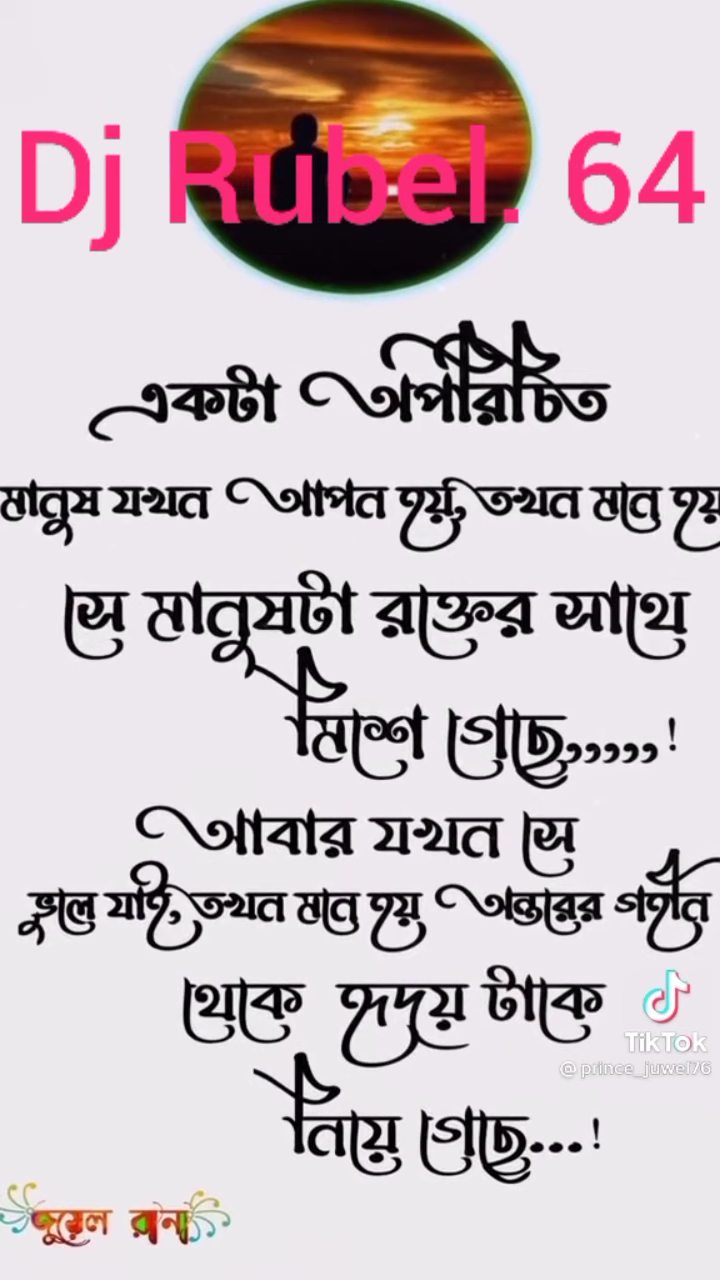 Dj Rubel. 64
একটা অপরিচিত
মানুষ যখন আপন হয়, তখন মনে হয়
সে মানুষটা রক্তের সাথে
মিশে গেছে,,,,,!
আবার যখন সে
ভুলে যাই, তখন মনে হয় অন্তরের গহীন
থেকে হৃদয় টাকে
TikTok
@prince_juwel76
নিয়ে গেছে...!
জুয়েল রানা